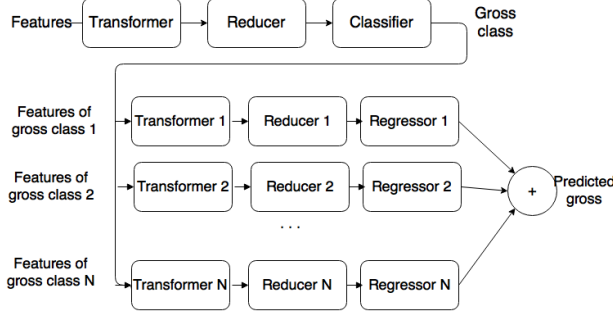 Features
Transformer
Reducer
Classifier
Gross
class
Features of
gross class 1
Transformer 1
Reducer 1
Regressor 1
Features of
gross class 2
Transformer 2
Reducer 2
Regressor 2
+
Predicted
gross
...
Features of
gross class N
Transformer N
Reducer N
Regressor N